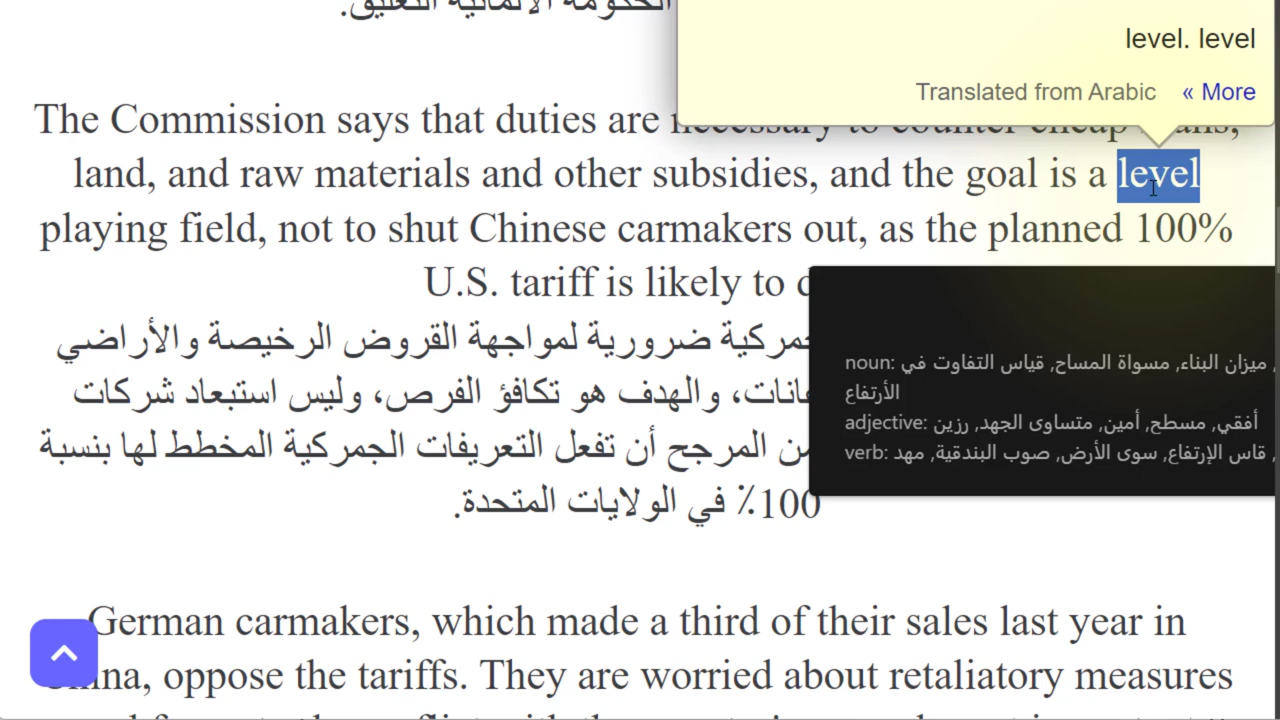 الحكومة الألمانية التعليق.
level. level
Translated from Arabic « More
The Commission says that duties are necessary to counter cheap
land, and raw materials and other subsidies, and the goal is a level
playing field, not to shut Chinese carmakers out, as the planned 100%
U.S. tariff is likely to
ضرورية لمواجهة القروض الرخيصة والأراضي
والهدف هو تكافؤ الفرص، وليس استبعاد شركات
المرجح أن تفعل التعريفات الجمركية المخطط لها بنسبة
100٪ في الولايات المتحدة.
noun: ميزان البناء, مسواة المساح, قياس التفاوت في
الأرتفاع
adjective: أفقي, مسطح, أمين, متساوى الجهد, رزين
verb: قاس الإرتفاع, سوى الأرض, صوب البندقية, مهد
German carmakers, which made a third of their sales last year in
oppose the tariffs. They are worried about retaliatory measures